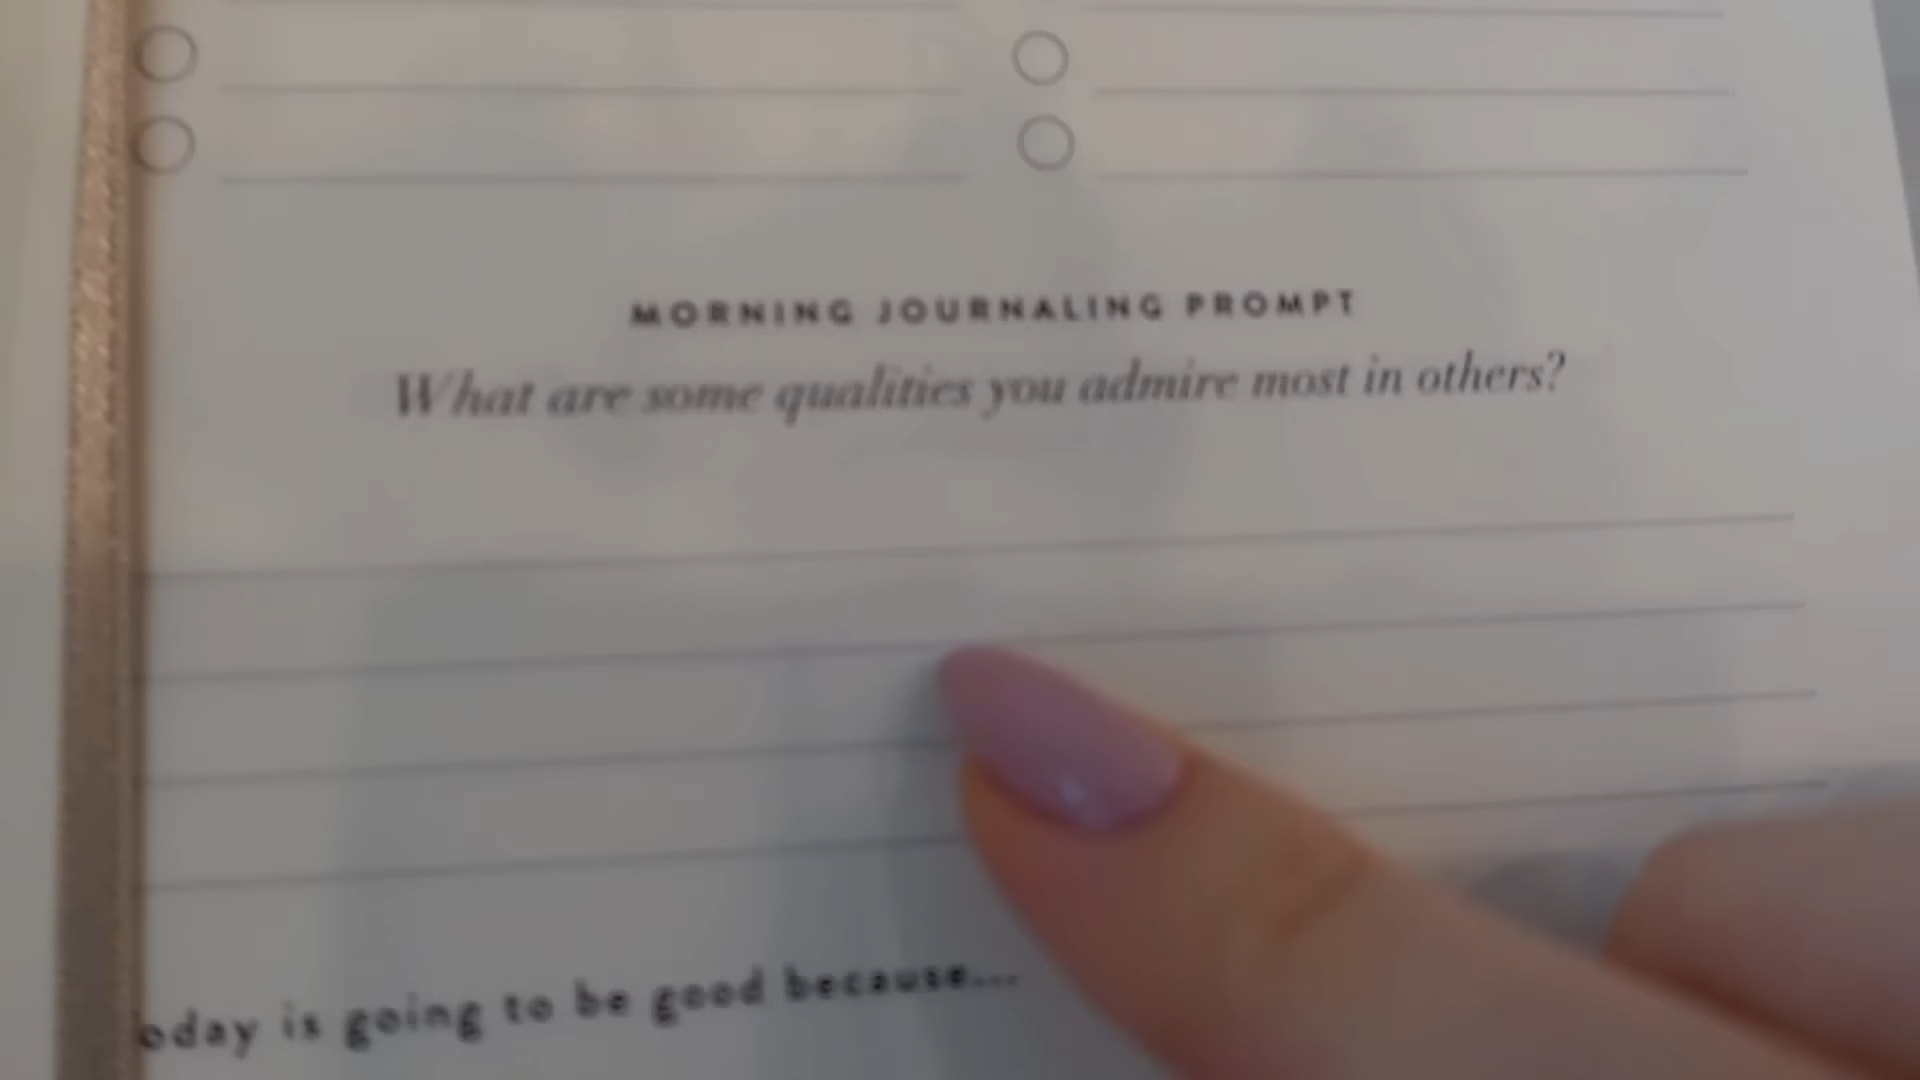 MORNING JOURNALING PROMPT
What are some qualities you admire most in others?
oday is going to be good because...